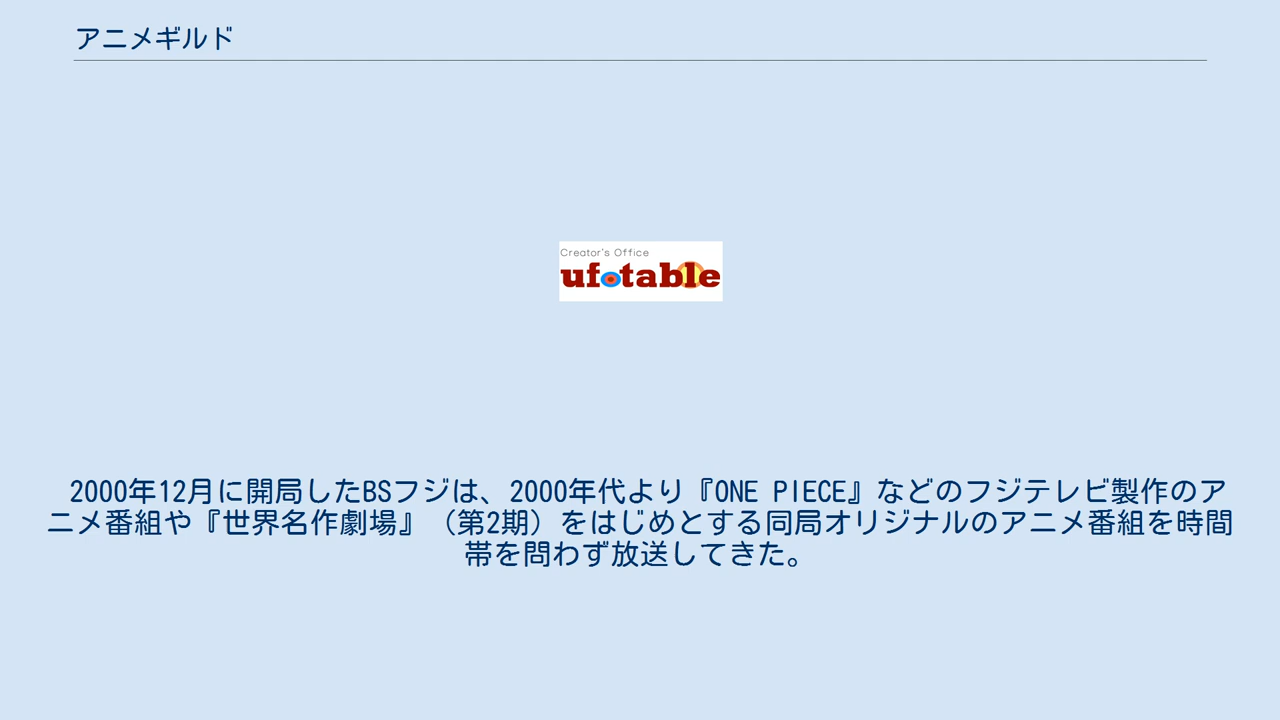 アニメギルド
Creator's Office
ufotable
2000年12月に開局したBSフジは、2000年代より『ONE PIECE』などのフジテレビ製作のア
ニメ番組や『世界名作劇場』（第2期）をはじめとする同局オリジナルのアニメ番組を時間
帯を問わず放送してきた。